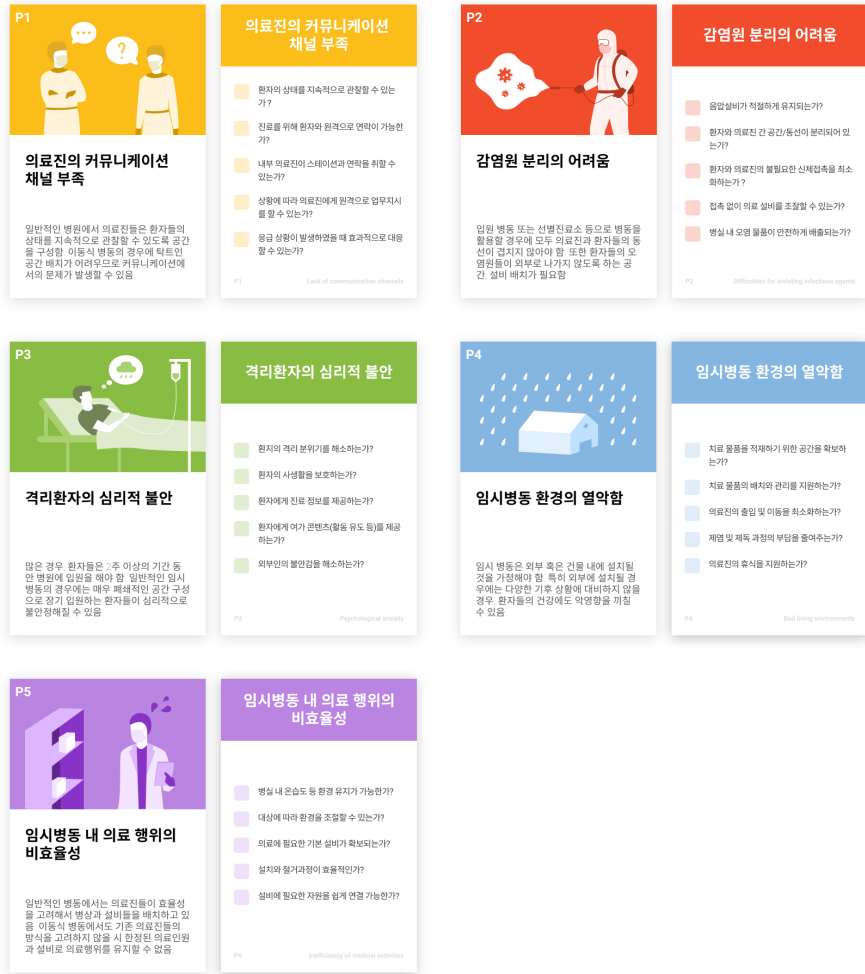 P1
의료진의 커뮤니케이션
채널 부족
일반적인 병원에서 의료진들은 환자들의
상태를 지속적으로 관찰할 수 있도록 공간
을 구성함. 이동식 병동의 경우에 탁트인
공간 배치가 어려우므로 커뮤니케이션에
서의 문제가 발생할 수 있음
의료진의 커뮤니케이션
채널 부족
환자의 상태를 지속적으로 관찰할 수 있는
가 ?
진료를 위해 환자와 원격으로 연락이 가능한
가?
내부 의료진이 스테이션과 연락을 취할 수
있는가?
상황에 따라 의료진에게 원격으로 업무지시
를 할 수 있는가?
응급 상황이 발생하였을 때 효과적으로 대응
할 수 있는가?
P1
Lack of communication channels
P2
감염원 분리의 어려움
입원 병동 또는 선별진료소 등으로 병동을
활용할 경우에 모두 의료진과 환자들의 동
선이 겹치지 않아야 함. 또한 환자들의 오
염원들이 외부로 나가지 않도록 하는 공
간, 설비 배치가 필요함.
감염원 분리의 어려움
음압설비가 적절하게 유지되는가?
환자와 의료진 간 공간/동선이 분리되어 있
는가?
환자와 의료진의 불필요한 신체접촉을 최소
화하는가 ?
접촉 없이 의료 설비를 조절할 수 있는가?
병실 내 오염 물품이 안전하게 배출되는가?
P2
Difficulties for isolating infectious agents
P3
격리환자의 심리적 불안
많은 경우, 환자들은 2주 이상의 기간 동
안 병원에 입원을 해야 함. 일반적인 임시
병동의 경우에는 매우 폐쇄적인 공간 구성
으로 장기 입원하는 환자들이 심리적으로
불안정해질 수 있음.
격리환자의 심리적 불안
환지의 격리 분위기를 해소하는가?
환자의 사생활을 보호하는가?
환자에게 진료 정보를 제공하는가?
환자에게 여가 콘텐츠(활동 유도 등)를 제공
하는가?
외부인의 불안감을 해소하는가?
P3
Psychological anxiety
P4
임시병동 환경의 열악함
임시 병동은 외부 혹은 건물 내에 설치될
것을 가정해야 함. 특히 외부에 설치될 경
우에는 다양한 기후 상황에 대비하지 않을
경우, 환자들의 건강에도 악영향을 끼칠
수 있음.
임시병동 환경의 열악함
치료 물품을 적재하기 위한 공간을 확보하
는가?
치료 물품의 배치와 관리를 지원하는가?
의료진의 출입 및 이동을 최소화하는가?
제염 및 제독 과정의 부담을 줄여주는가?
의료진의 휴식을 지원하는가?
P4
Bad living environments
P5
임시병동 내 의료 행위의
비효율성
일반적인 병동에서는 의료진들이 효율성
을 고려해서 병상과 설비들을 배치하고 있
음. 이동식 병동에서도 기존 의료진들의
방식을 고려하지 않을 시 한정된 의료인원
과 설비로 의료행위를 유지할 수 없음.
임시병동 내 의료 행위의
비효율성
병실 내 온습도 등 환경 유지가 가능한가?
대상에 따라 환경을 조절할 수 있는가?
의료에 필요한 기본 설비가 확보되는가?
설치와 철거과정이 효율적인가?
설비에 필요한 자원을 쉽게 연결 가능한가?
P5
Inefficiency of medical activities